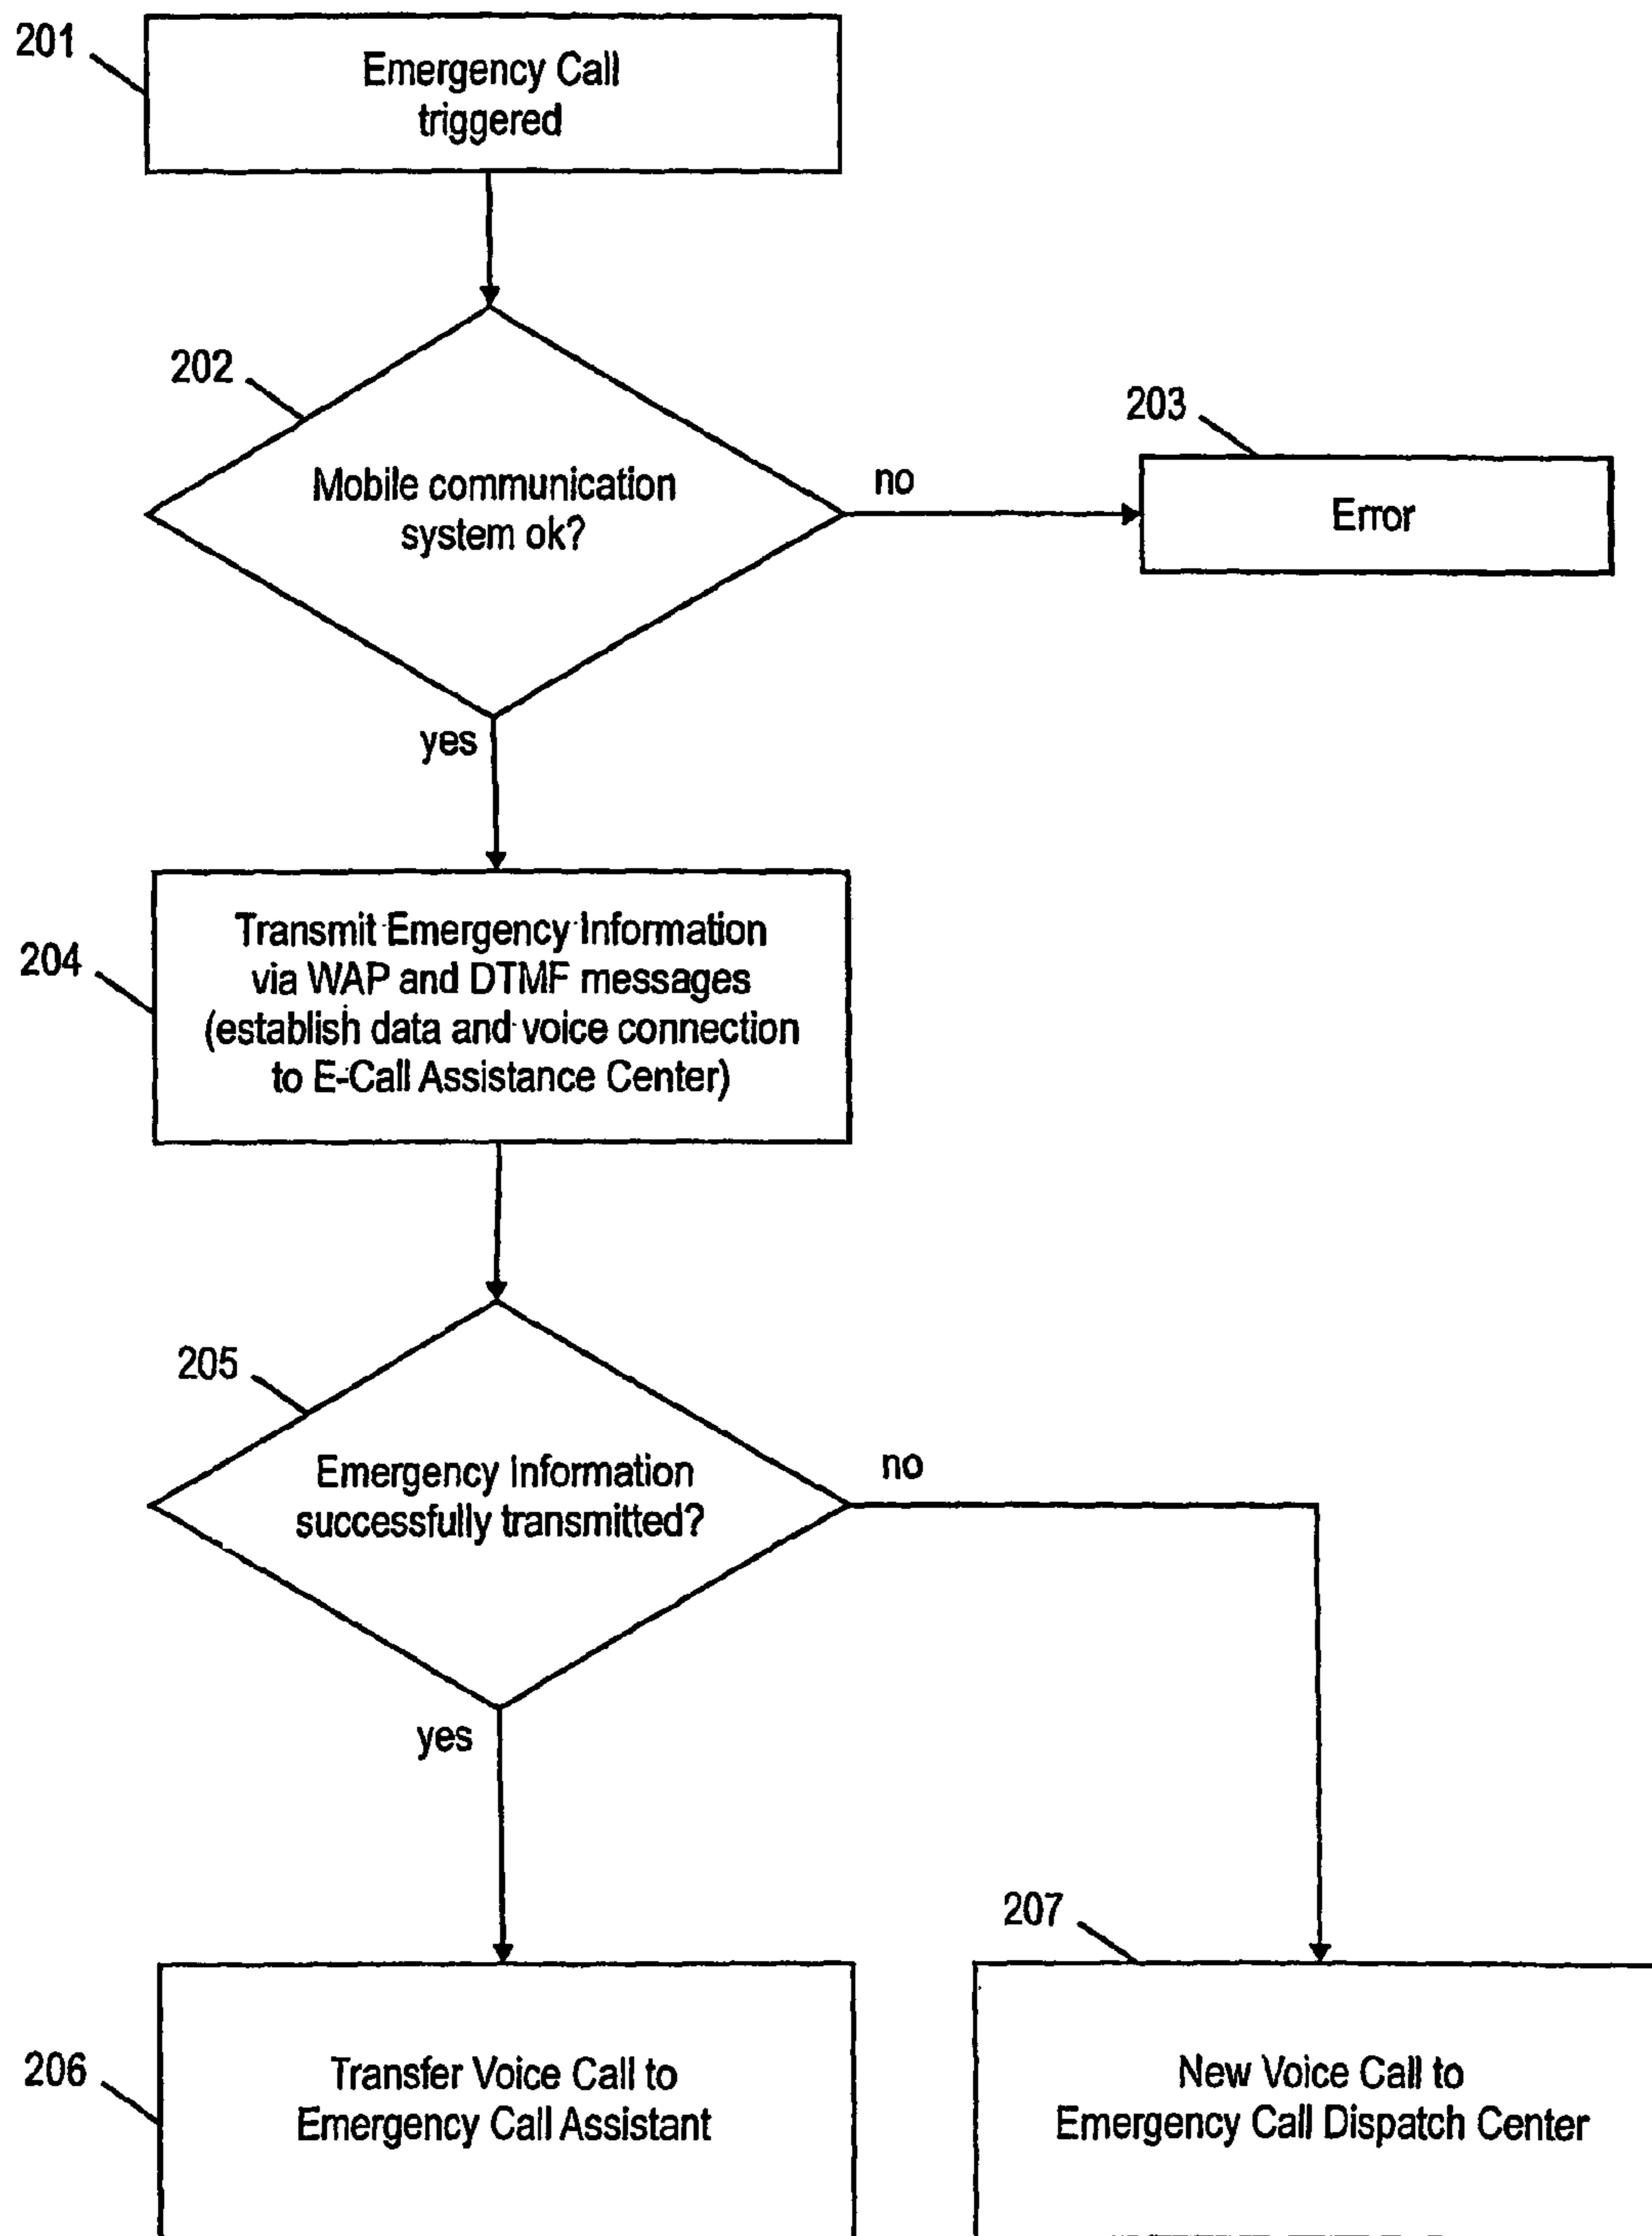 201
Emergency Call
triggered
202
Mobile communication
system ok?
no
203
Error
yes
204
Transmit Emergency Information
via WAP and DTMF messages
(establish data and voice connection
to E-Call Assistance Center)
205
Emergency Information
successfully transmitted?
no
yes
206
Transfer Voice Call to
Emergency Call Assistant
207
New Voice Call to
Emergency Call Dispatch Center